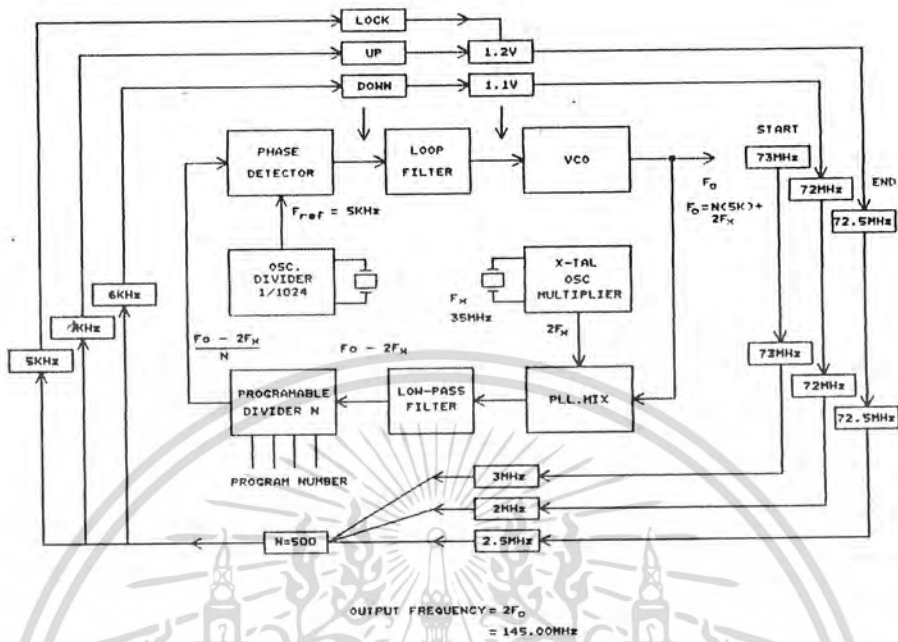 LOCK
UP
1.2V
DOWN
1.1V
START
PHASE
DETECTOR
LOOP
FILTER
VCO
73MHz
Fo
72MHz
END
Fo=N(5K)+
2Fx
72.5MHz
Fref = 5KHz
OSC.
DIVIDER
1/1024
X-TAL
OSC
MULTIPLIER
Fx
35MHz
6KHz
4KHz
5KHz
Fo - 2Fx
N
Fo - 2Fx
2Fx
73MHz
72MHz
72.5MHz
PROGRAMABLE
DIVIDER N
LOW-PASS
FILTER
PLL.MIX
PROGRAM NUMBER
3MHz
2MHz
N=500
2.5MHz
OUTPUT FREQUENCY = 2Fo
= 145.00MHz